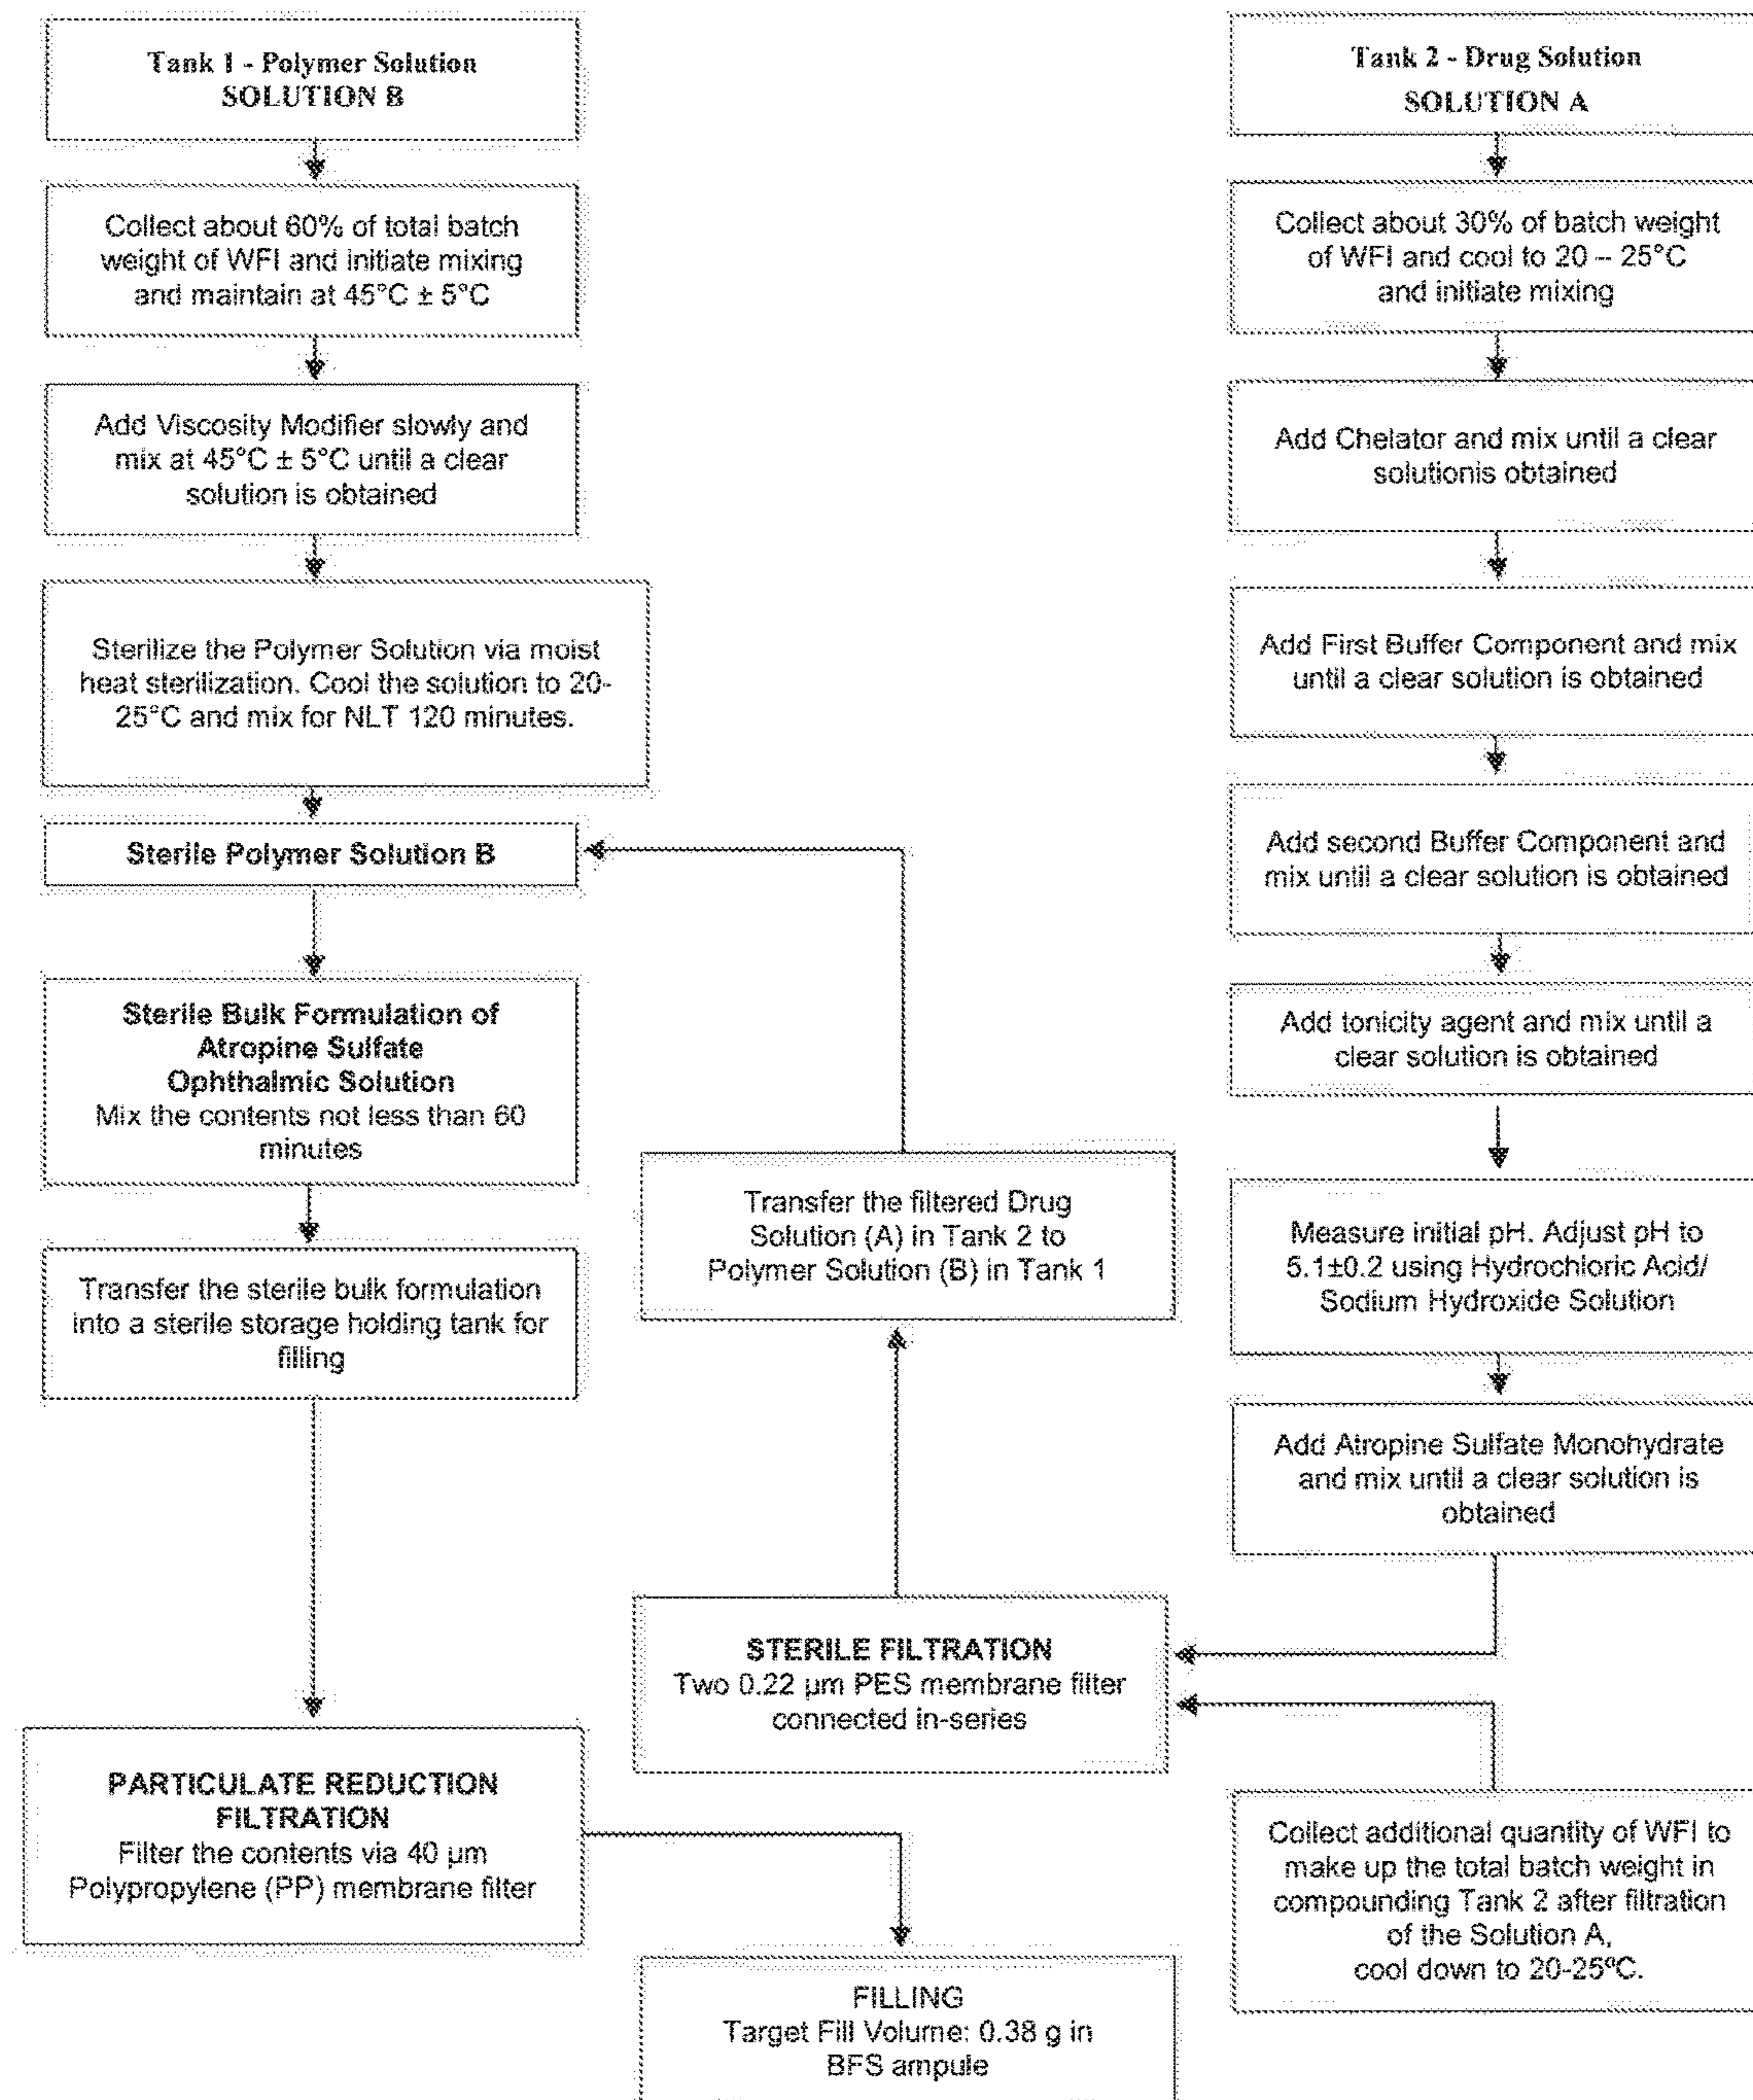 Tank 1 - Polymer Solution
SOLUTION B
Collect about 60% of total batch
weight of WFI and initiate mixing
and maintain at 45°C ± 5°C
Add Viscosity Modifier slowly and
mix at 45°C ± 5°C until a clear
solution is obtained
Sterilize the Polymer Solution via moist
heat sterilization. Cool the solution to 20-
25°C and mix for NLT 120 minutes.
Sterile Polymer Solution B
Sterile Bulk Formulation of
Atropine Sulfate
Ophthalmic Solution
Mix the contents not less than 60
minutes
Transfer the sterile bulk formulation
into a sterile storage holding tank for
filling
PARTICULATE REDUCTION
FILTRATION
Filter the contents via 40 µm
Polypropylene (PP) membrane filter
Transfer the filtered Drug
Solution (A) in Tank 2 to
Polymer Solution (B) in Tank 1
STERILE FILTRATION
Two 0.22 µm PES membrane filter
connected in-series
FILLING
Target Fill Volume: 0.38 g in
BFS ampule
Tank 2 - Drug Solution
SOLUTION A
Collect about 30% of batch weight
of WFI and cool to 20 – 25°C
and initiate mixing
Add Chelator and mix until a clear
solutionis obtained
Add First Buffer Component and mix
until a clear solution is obtained
Add second Buffer Component and
mix until a clear solution is obtained
Add tonicity agent and mix until a
clear solution is obtained
Measure initial pH. Adjust pH to
5.1±0.2 using Hydrochloric Acid/
Sodium Hydroxide Solution
Add Atropine Sulfate Monohydrate
and mix until a clear solution is
obtained
Collect additional quantity of WFI to
make up the total batch weight in
compounding Tank 2 after filtration
of the Solution A,
cool down to 20-25ºC.